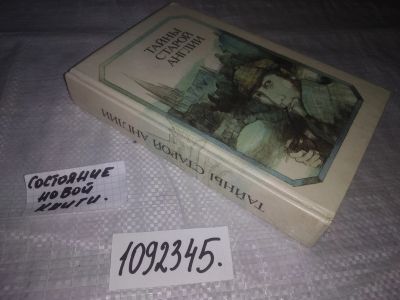 ТАЙНЫ
СТАРОЙ
АНГЛИИ
ТАЙНЫ СТАРОЙ АНГЛИИ
СОСТОЯНИЕ
НОВОЙ
КНИГИ.
1092345.